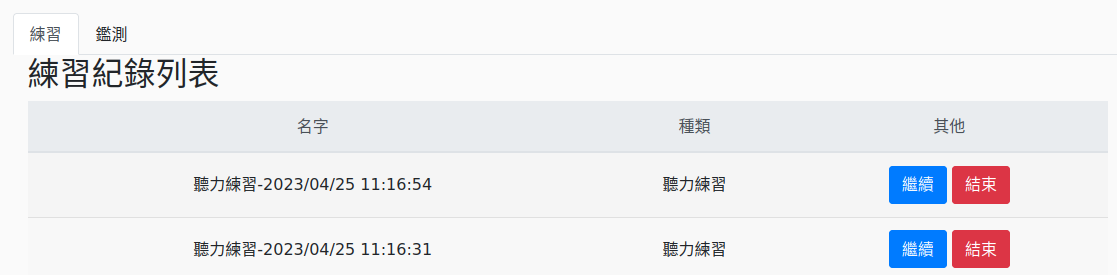 練習 鑑測
練習紀錄列表
名字 種類 其他
聽力練習-2023/04/25 11:16:54 聽力練習 繼續 結束
聽力練習-2023/04/25 11:16:31 聽力練習 繼續 結束